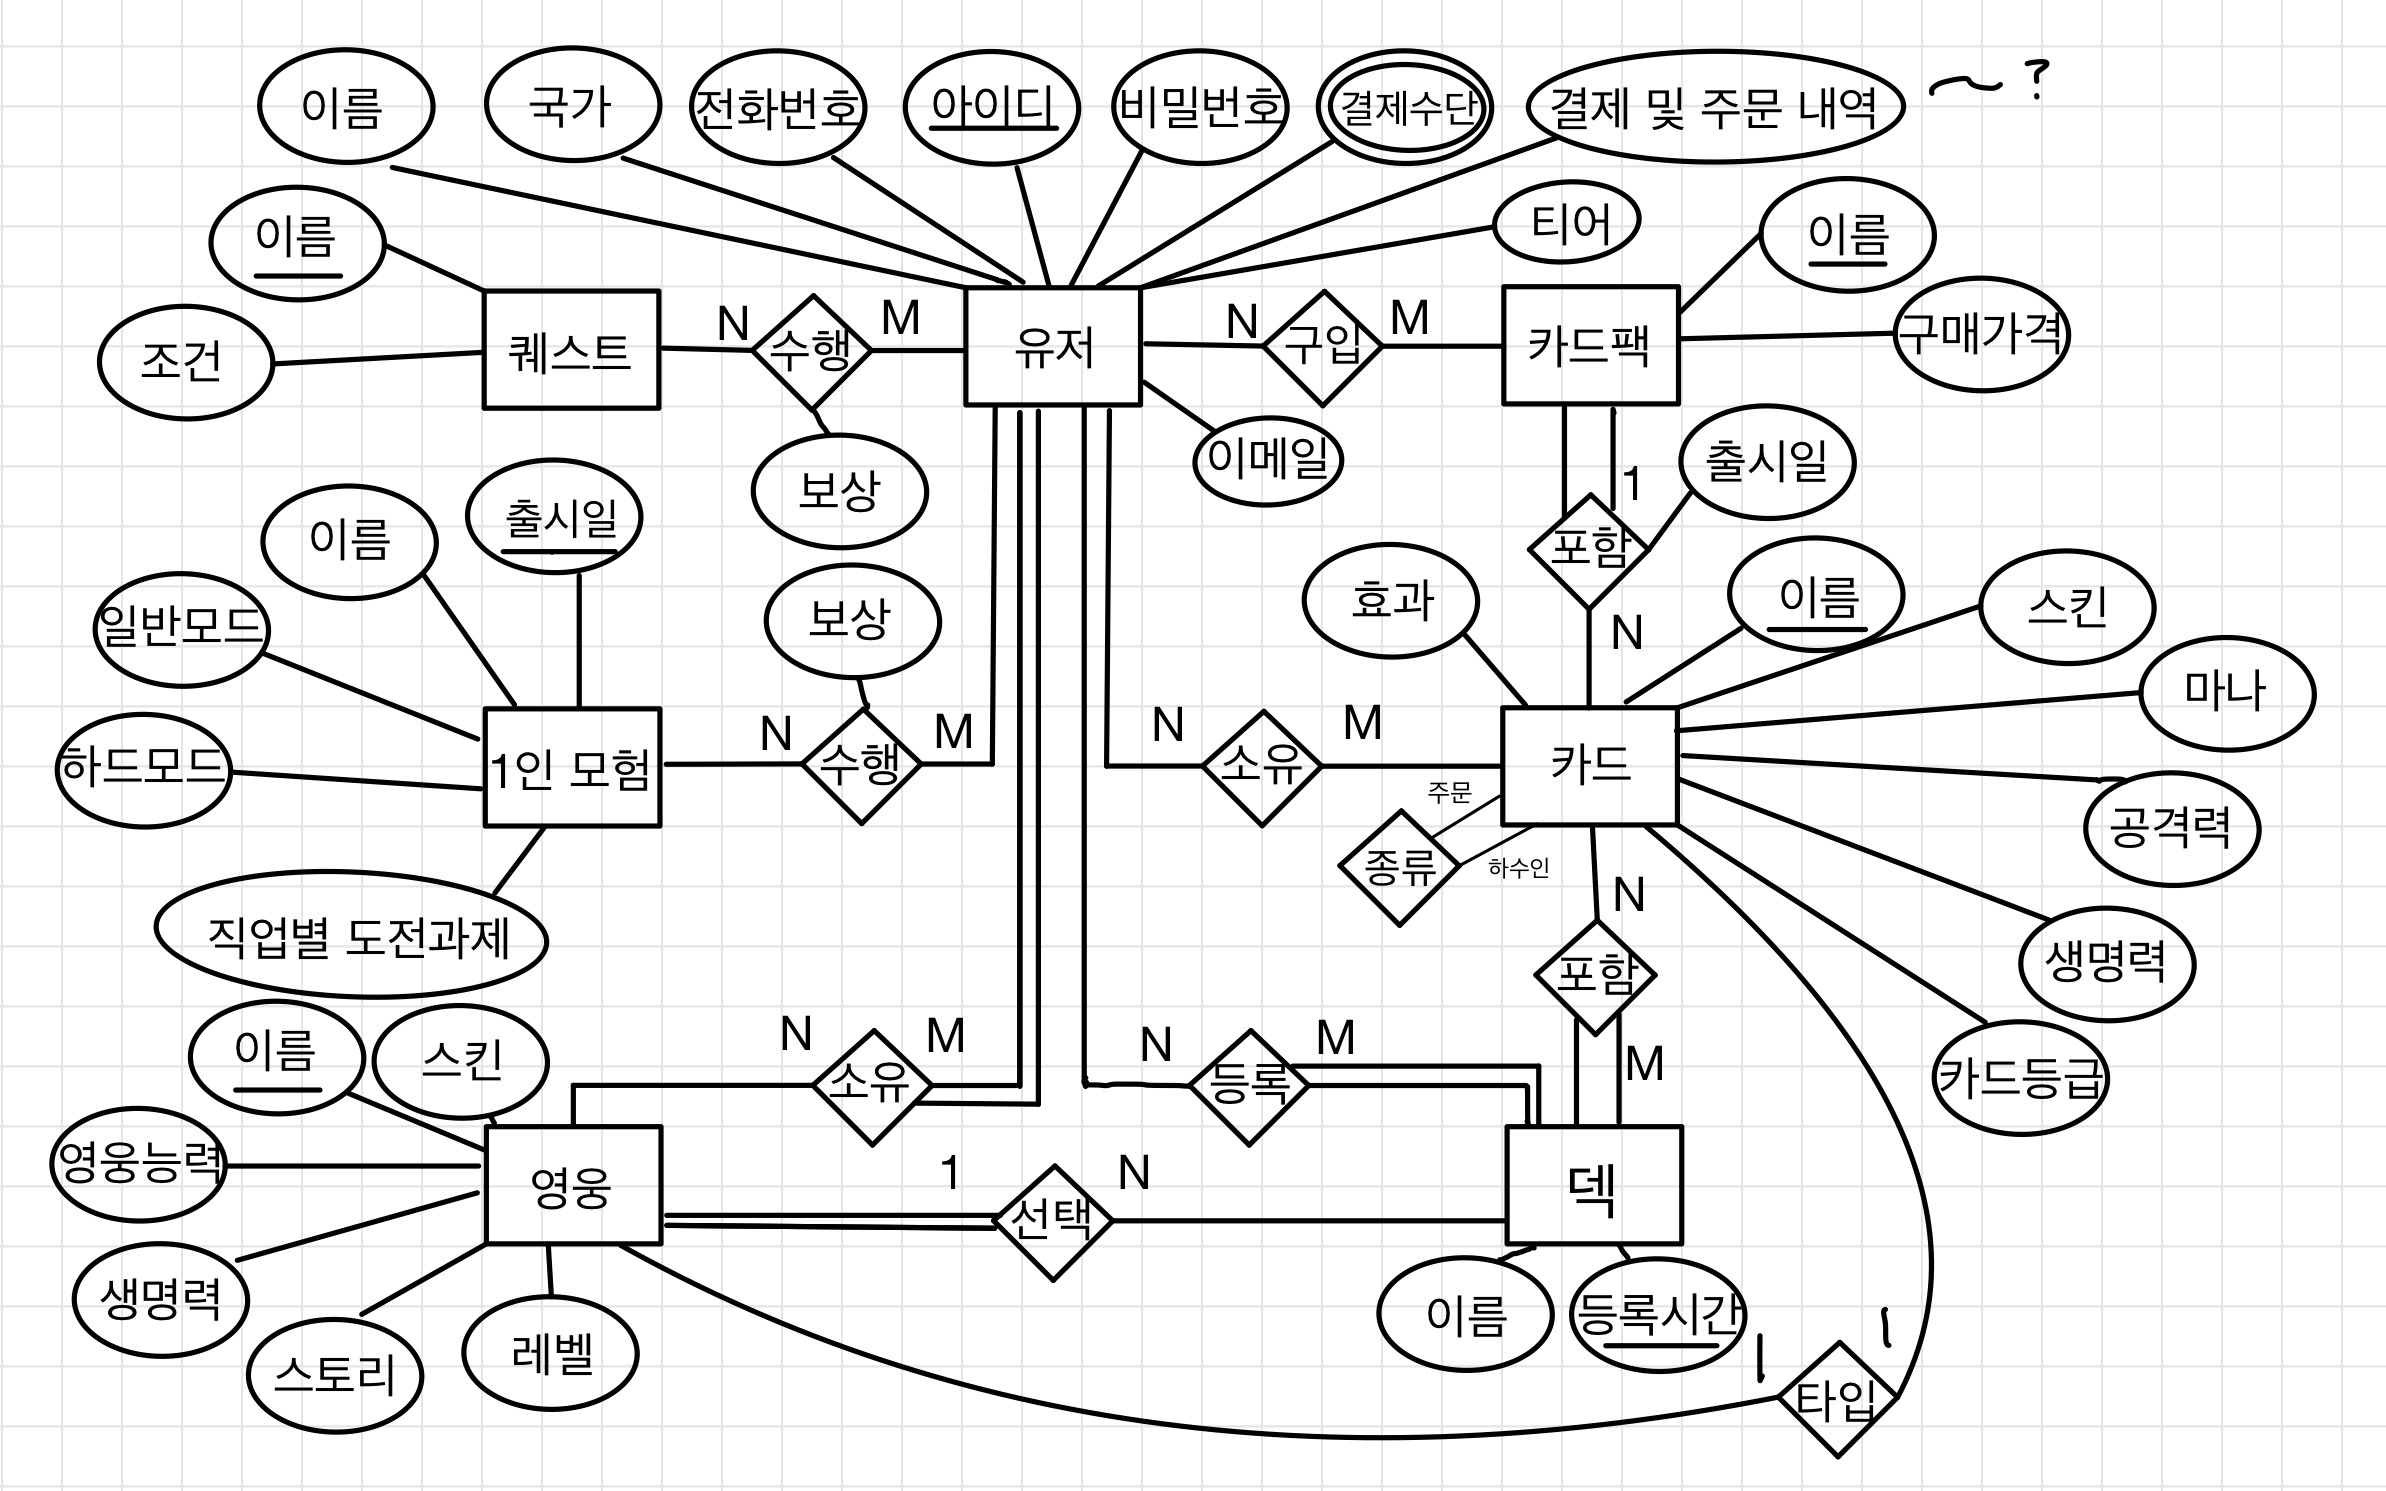 이름
국가
전화번호
아이디
비밀번호
결제수단
결제 및 주문 내역
~ ?
티어
이름
이름
구매가격
조건
퀘스트
N
수행
M
유저
N
구입
M
카드팩
이메일
보상
출시일
1
포함
N
이름
출시일
일반모드
하드모드
1인 모험
직업별 도전과제
보상
N
수행
M
효과
이름
스킨
마나
공격력
생명력
카드등급
N
소유
M
카드
주문
종류
하수인
N
포함
M
이름
스킨
영웅능력
생명력
스토리
레벨
영웅
N
소유
M
N
등록
M
1
선택
N
덱
이름
등록시간
1
타입
1